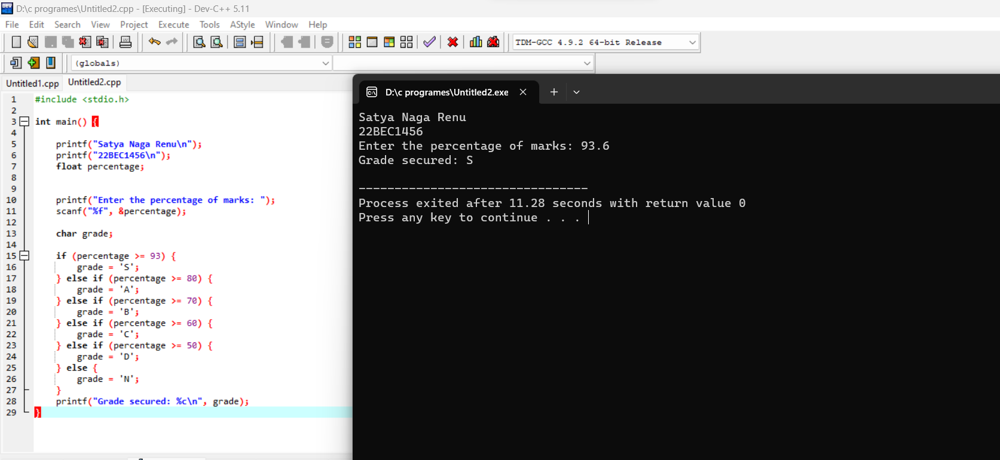 D:\c programes\Untitled2.cpp - [Executing] - Dev-C++ 5.11
File Edit Search View Project Execute Tools AStyle Window Help
TDM-GCC 4.9.2 64-bit Release
(globals)
Untitled1.cpp Untitled2.cpp
1 #include <stdio.h>
2
3 int main() {
4
5 printf("Satya Naga Renu\n");
6 printf("22BEC1456\n");
7 float percentage;
8
9
10 printf("Enter the percentage of marks: ");
11 scanf("%f", &percentage);
12
13 char grade;
14
15 if (percentage >= 93) {
16 grade = 'S';
17 } else if (percentage >= 80) {
18 grade = 'A';
19 } else if (percentage >= 70) {
20 grade = 'B';
21 } else if (percentage >= 60) {
22 grade = 'C';
23 } else if (percentage >= 50) {
24 grade = 'D';
25 } else {
26 grade = 'N';
27 }
28 printf("Grade secured: %c\n", grade);
29 }
D:\c programes\Untitled2.exe
Satya Naga Renu
22BEC1456
Enter the percentage of marks: 93.6
Grade secured: S
--------------------------------
Process exited after 11.28 seconds with return value 0
Press any key to continue . . .